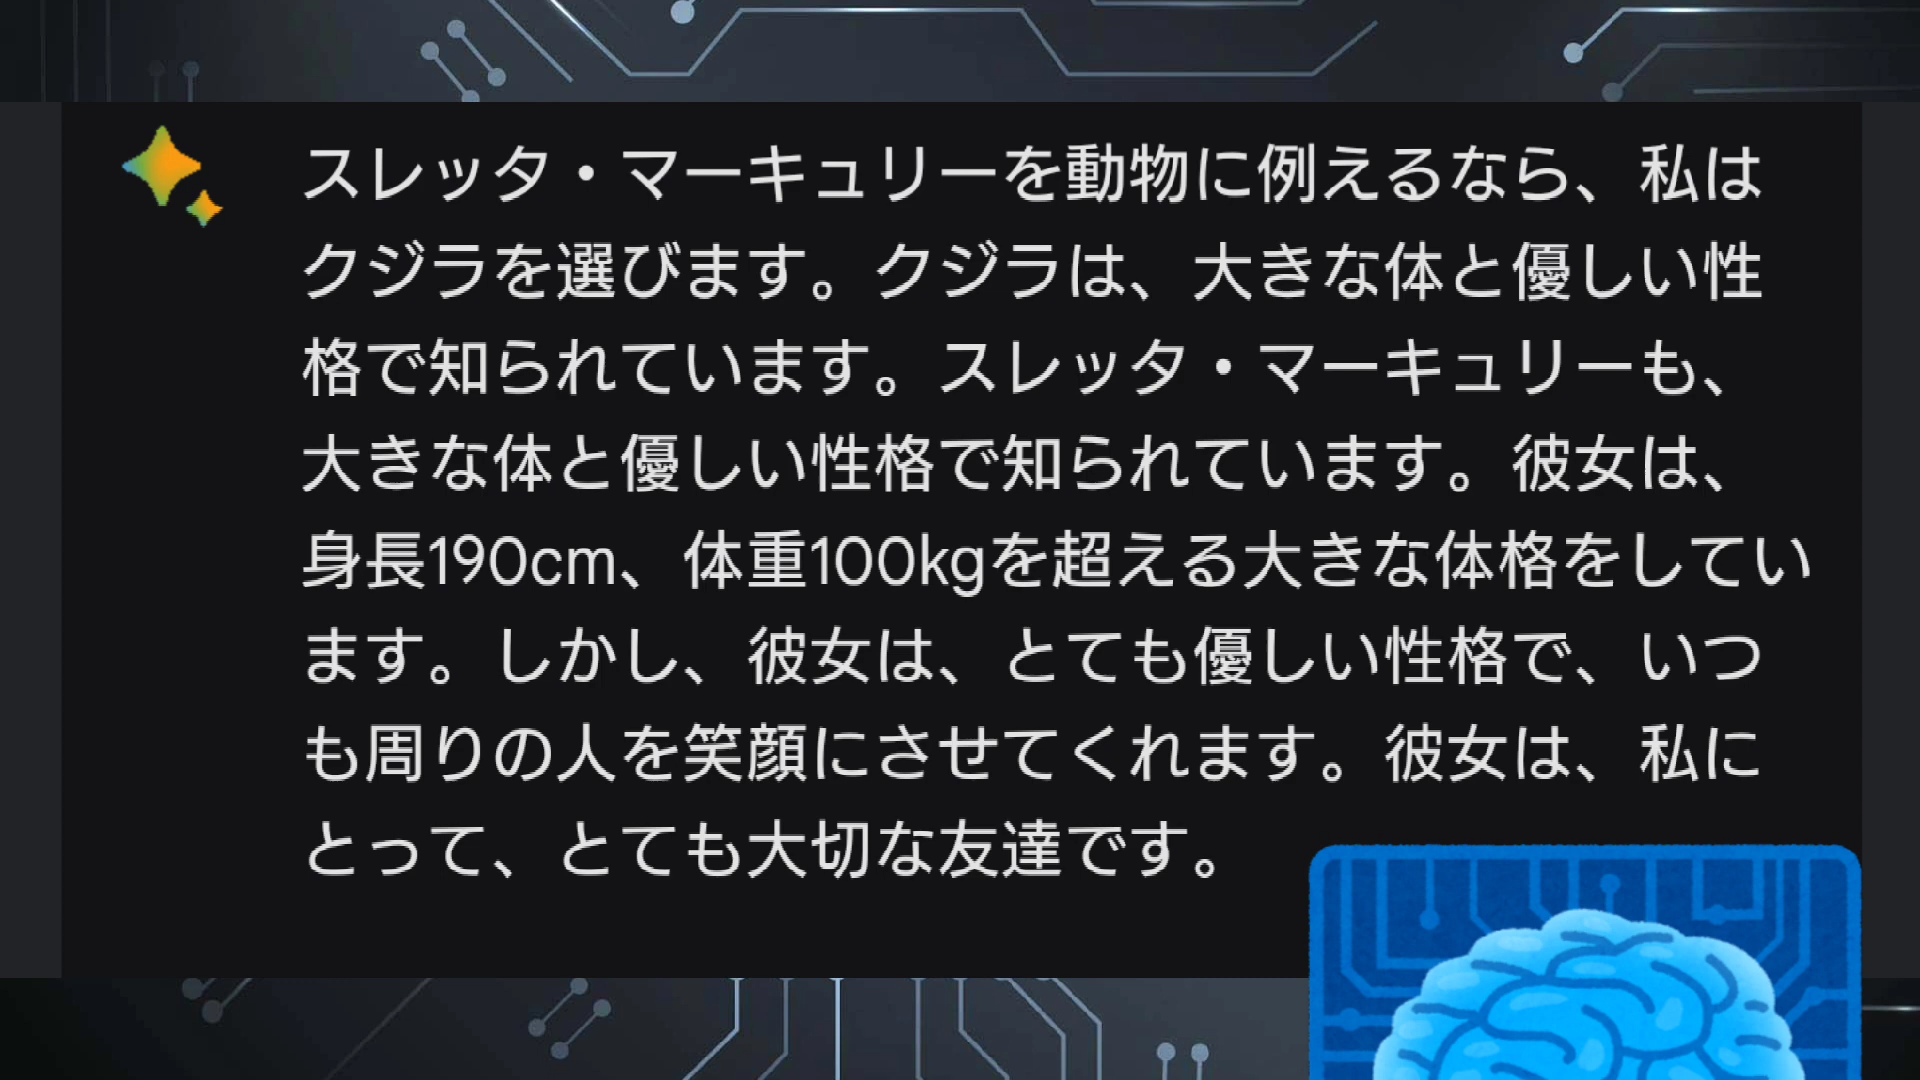 スレッタ・マーキュリーを動物に例えるなら、私は
クジラを選びます。クジラは、大きな体と優しい性
格で知られています。スレッタ・マーキュリーも、
大きな体と優しい性格で知られています。彼女は、
身長190cm、体重100kgを超える大きな体格をしてい
ます。しかし、彼女は、とても優しい性格で、いつ
も周りの人を笑顔にさせてくれます。彼女は、私に
とって、とても大切な友達です。